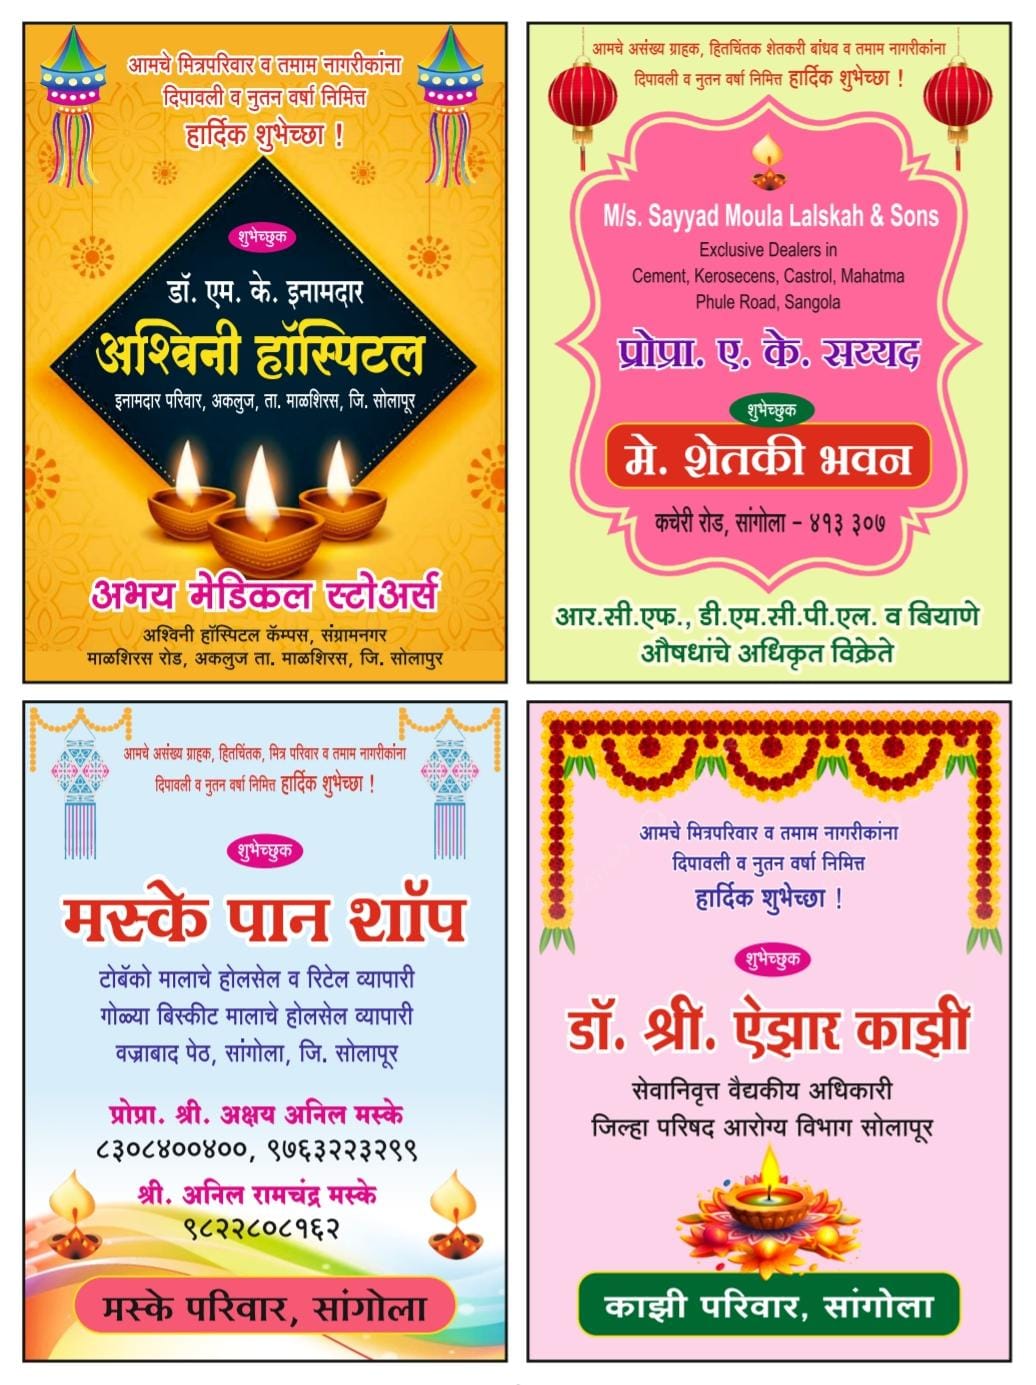 आमचे मित्रपरिवार व तमाम नागरीकांना
दिपावली व नुतन वर्षा निमित्त
हार्दिक शुभेच्छा !
शुभेच्छुक
डॉ. एम. के. इनामदार
अश्विनी हॉस्पिटल
इनामदार परिवार, अकलुज, ता. माळशिरस, जि. सोलापूर
अभय मेडिकल स्टोअर्स
अश्विनी हॉस्पिटल कॅम्पस, संग्रामनगर
माळशिरस रोड, अकलुज ता. माळशिरस, जि. सोलापुर
आमचे असंख्य ग्राहक, हितचिंतक शेतकरी बांधव व तमाम नागरीकांना
दिपावली व नुतन वर्षा निमित्त हार्दिक शुभेच्छा !
M/s. Sayyad Moula Lalskah & Sons
Exclusive Dealers in
Cement, Kerosecens, Castrol, Mahatma
Phule Road, Sangola
प्रोप्रा. ए. के. सय्यद
शुभेच्छुक
मे. शेतकी भवन
कचेरी रोड, सांगोला - ४१३ ३०७
आर.सी.एफ., डी.एम.सी.पी.एल. व बियाणे
औषधांचे अधिकृत विक्रेते
आमचे असंख्य ग्राहक, हितचिंतक, मित्र परिवार व तमाम नागरीकांना
दिपावली व नुतन वर्षा निमित्त हार्दिक शुभेच्छा !
शुभेच्छुक
मस्के पान शॉप
टोबॅको मालाचे होलसेल व रिटेल व्यापारी
गोळ्या बिस्कीट मालाचे होलसेल व्यापारी
वज्राबाद पेठ, सांगोला, जि. सोलापूर
प्रोप्रा. श्री. अक्षय अनिल मस्के
८३०८४००४००, ९७६३२२३२९९
श्री. अनिल रामचंद्र मस्के
९८२२८०८१६२
मस्के परिवार, सांगोला
आमचे मित्रपरिवार व तमाम नागरीकांना
दिपावली व नुतन वर्षा निमित्त
हार्दिक शुभेच्छा !
शुभेच्छुक
डॉ. श्री. ऐझार काझी
सेवानिवृत्त वैद्यकीय अधिकारी
जिल्हा परिषद आरोग्य विभाग सोलापूर
काझी परिवार, सांगोला